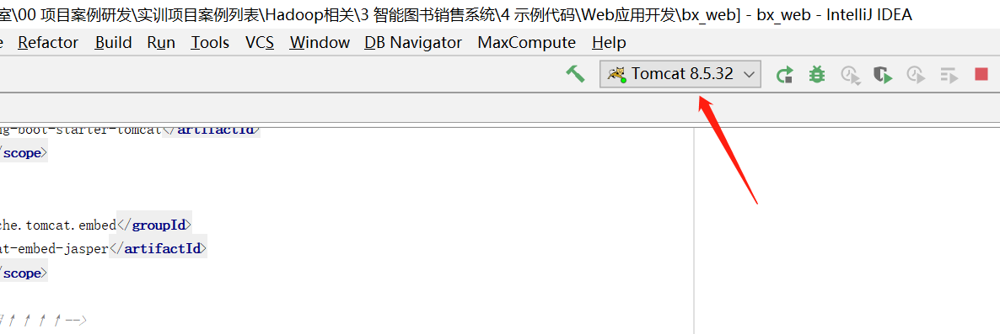 室\00 项目案例研发\实训项目案例列表\Hadoop相关\3 智能图书销售系统\4 示例代码\Web应用开发\bx_web] - bx_web - IntelliJ IDEA
e Refactor Build Run Tools VCS Window DB Navigator MaxCompute Help
Tomcat 8.5.32
ng-boot-starter-tomcat</artifactId>
/scope>
che.tomcat.embed</groupId>
at-embed-jasper</artifactId>
/scope>
↑ ↑ ↑ ↑-->